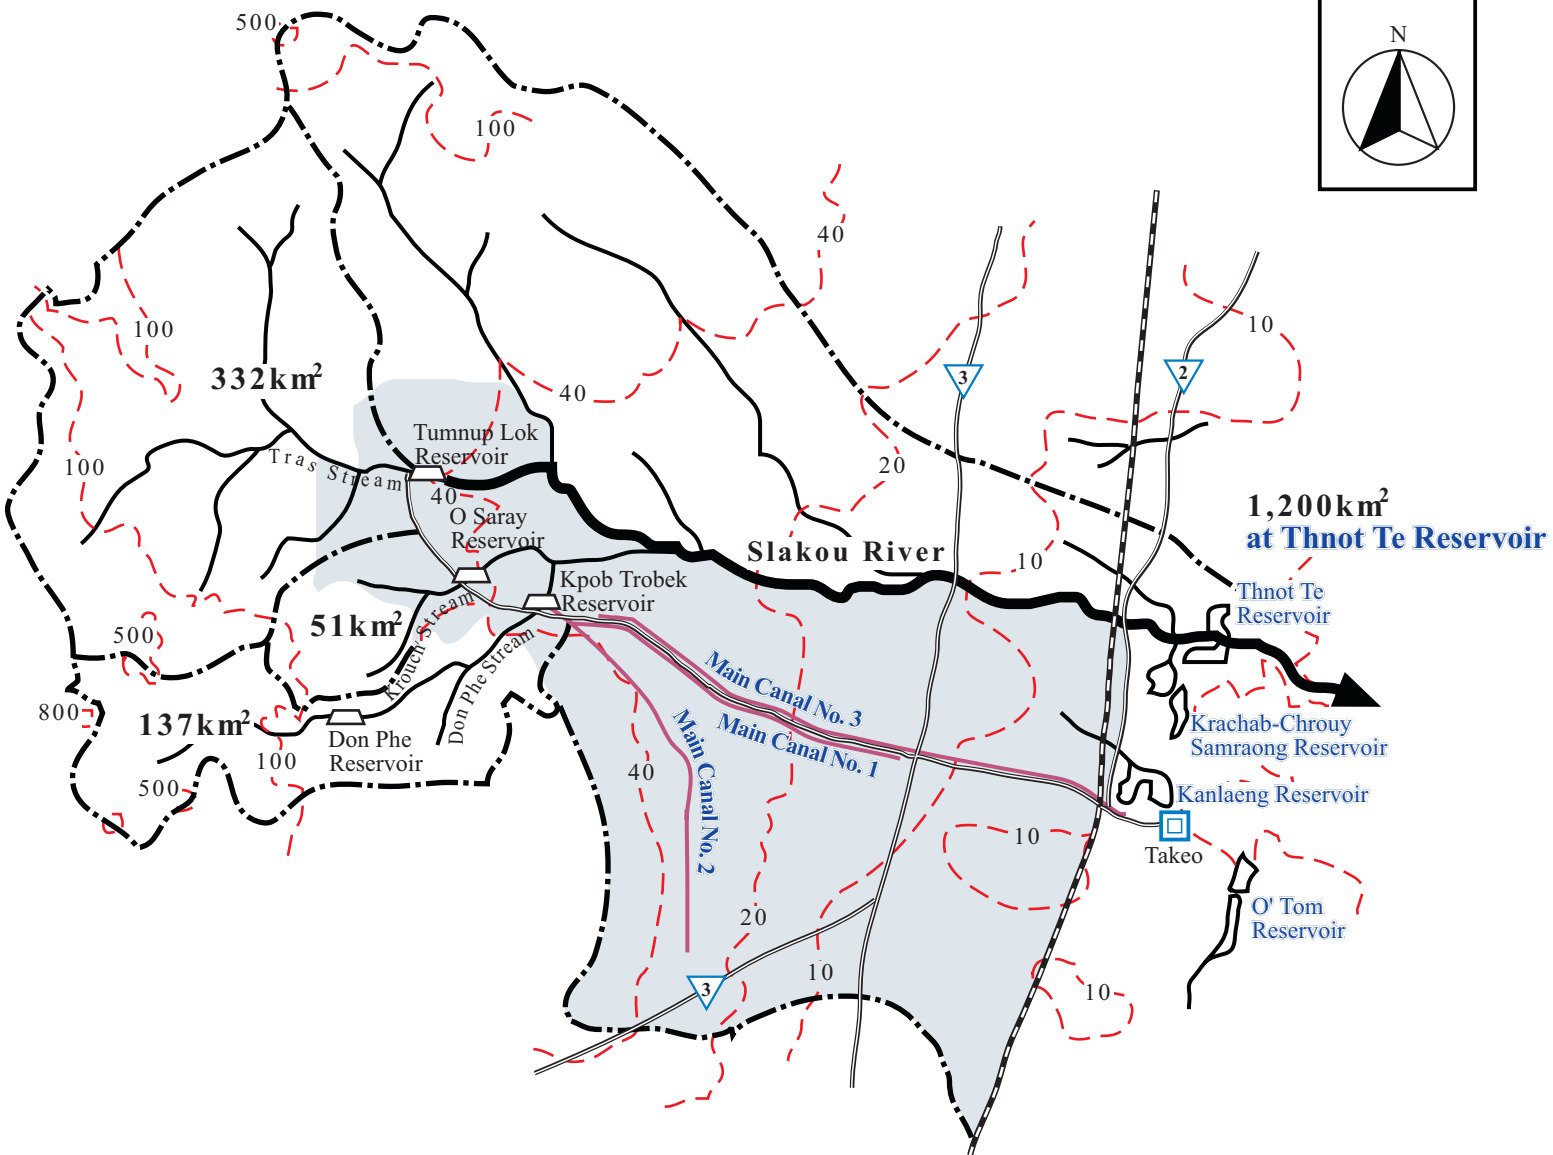 500
N
100
40
10
100
332km²
3
2
40
Tumnup Lok
Reservoir
20
100
Tras Stream
40
1,200km²
at Thnot Te Reservoir
O Saray
Reservoir
Slakou River
10
Kpob Trobek
Reservoir
Thnot Te
Reservoir
51km²
500
Krouch Stream
Don Phe Stream
Main Canal No. 3
800
137km²
Main Canal No. 1
Krachab-Chrouy
Samraong Reservoir
Don Phe
Reservoir
100
Main Canal No. 2
40
500
Kanlaeng Reservoir
10
Takeo
20
O' Tom
Reservoir
10
3
10